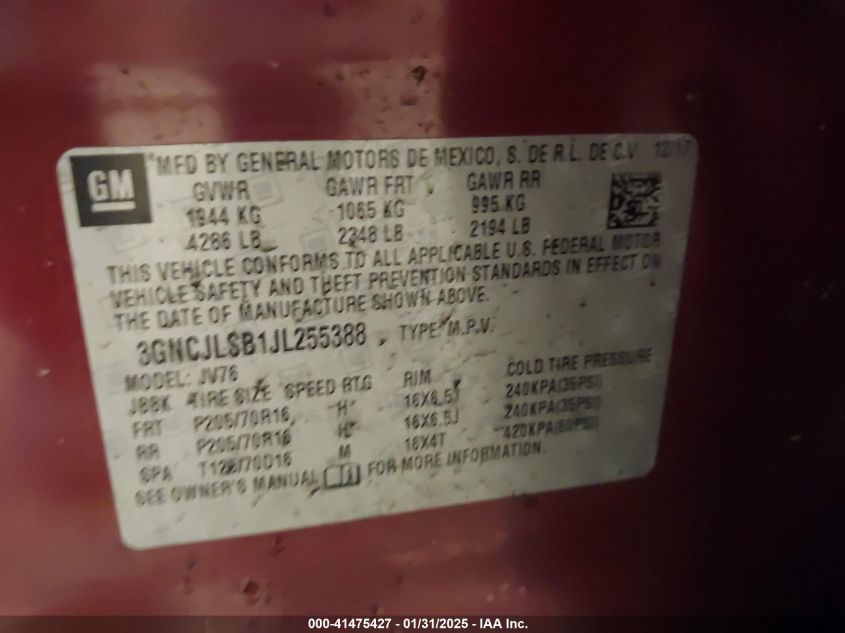 GM
MFD BY GENERAL MOTORS DE MEXICO, S. DE R.L. DE C.V. 12/17
GVWR GAWR FRT GAWR RR
1944 KG 1065 KG 995 KG
4286 LB 2348 LB 2194 LB
THIS VEHICLE CONFORMS TO ALL APPLICABLE U.S. FEDERAL MOTOR
VEHICLE SAFETY AND THEFT PREVENTION STANDARDS IN EFFECT ON
THE DATE OF MANUFACTURE SHOWN ABOVE.
3GNCJLSB1JL255388 TYPE: M.P.V.
MODEL: JV76
TIRE SIZE SPEED RTG RIM COLD TIRE PRESSURE
FRT P205/70R16 H 16X6.5J 240KPA(35PSI)
RR P205/70R16 H 16X6.5J 240KPA(35PSI)
SPA M 16X4T 420KPA(60PSI)
SEE OWNER'S MANUAL FOR MORE INFORMATION.
000-41475427 - 01/31/2025 - IAA Inc.